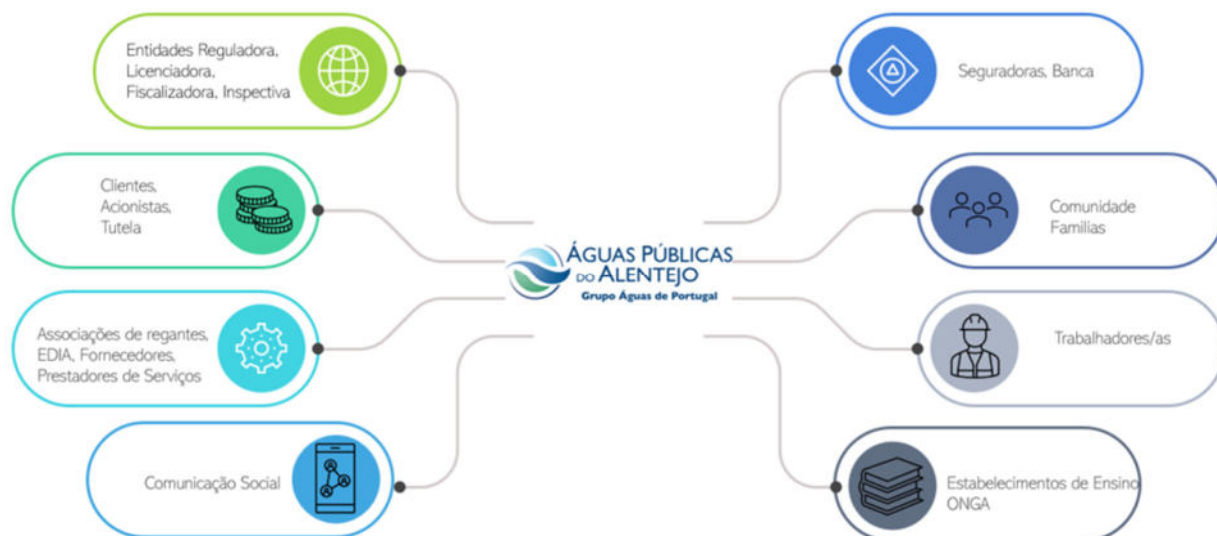 Entidades Reguladora,
Licenciadora,
Fiscalizadora, Inspectiva
Clientes,
Acionistas,
Tutela
Associações de regantes,
EDIA, Fornecedores,
Prestadores de Serviços
Comunicação Social
ÁGUAS PÚBLICAS
DO ALENTEJO
Grupo Águas de Portugal
Seguradoras, Banca
Comunidade
Familias
Trabalhadores/as
Estabelecimentos de Ensino
ONGA